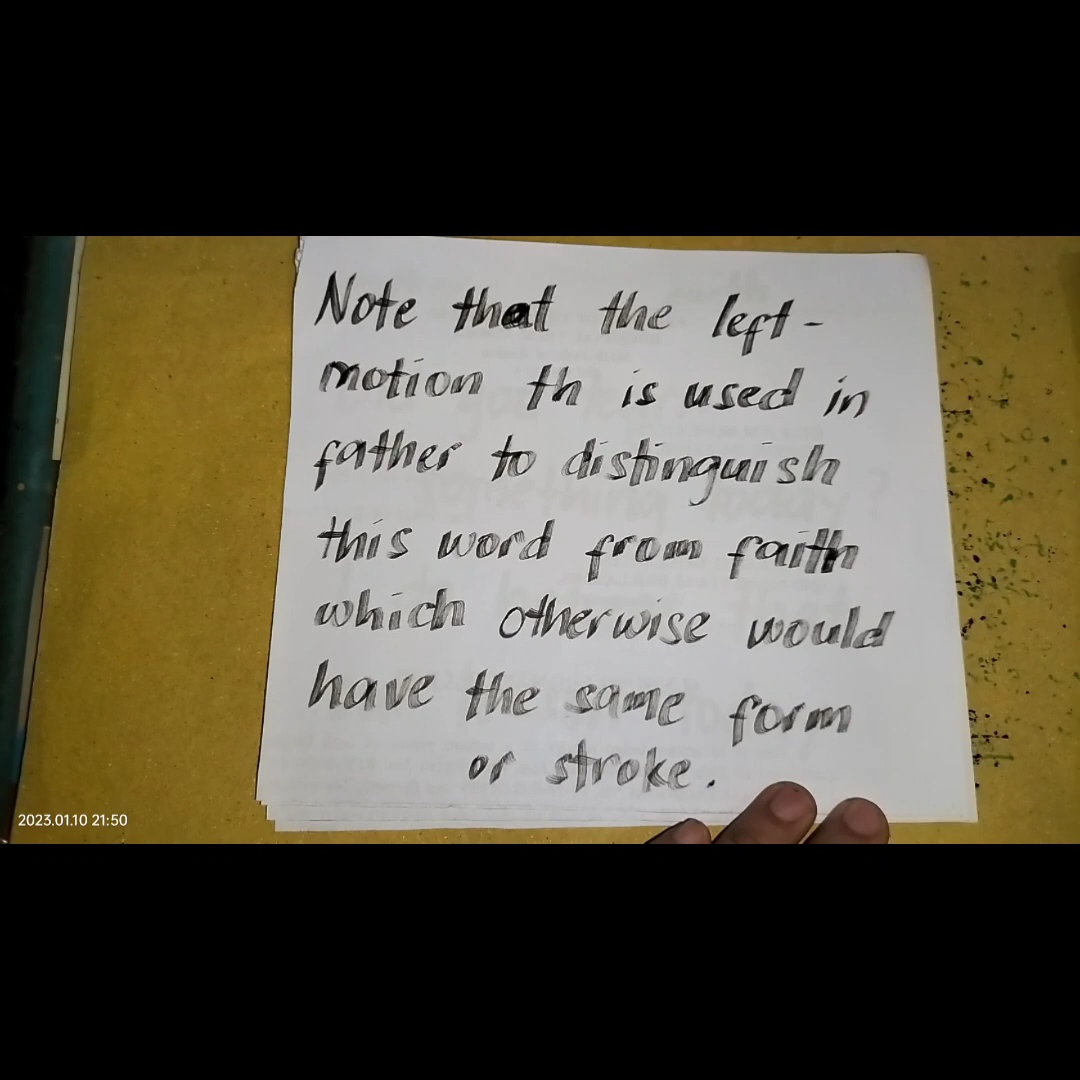 Note that the left-
motion th is used in
father to distinguish
this word from faith
which otherwise would
have the same form
or stroke.
2023.01.10 21:50